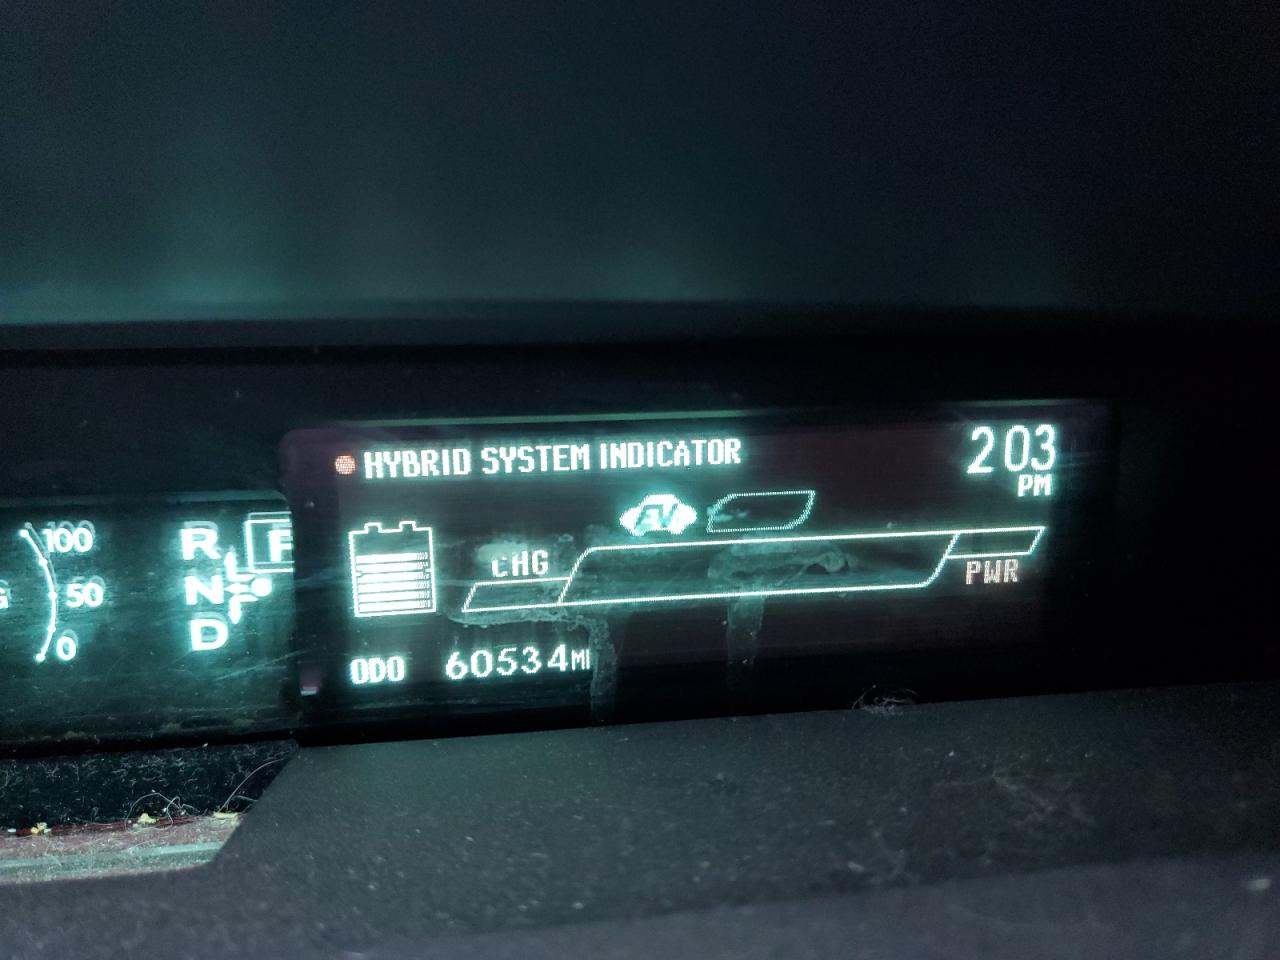 HYBRID SYSTEM INDICATOR
2 03
PM
EV
CHG
PWR
ODO 60534MI
100
50
0
R
N
D